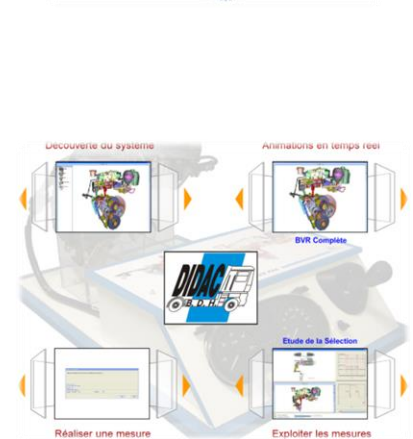 Découverte du système
Animations en temps réel
BVR Complète
DIDAC
B.D.H.
Etude de la Sélection
Réaliser une mesure
Exploiter les mesures